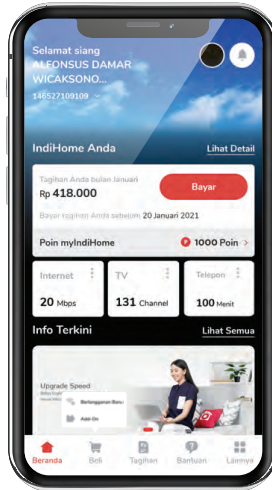 Selamat siang
ALFONSUS DAMAR
WICAKSONO...
146527109109
IndiHome Anda
Lihat Detail
Tagihan Anda bulan Januari
Rp 418.000
Bayar
Bayar tagihan Anda sebelum 20 Januari 2021
Poin myIndiHome
1000 Poin >
Internet
TV
Telepon
20 Mbps
131 Channel
100 Menit
Info Terkini
Lihat Semua
Upgrade Speed
Berlangganan Baru
Add-On
Beranda
Beli
Tagihan
Bantuan
Lainnya